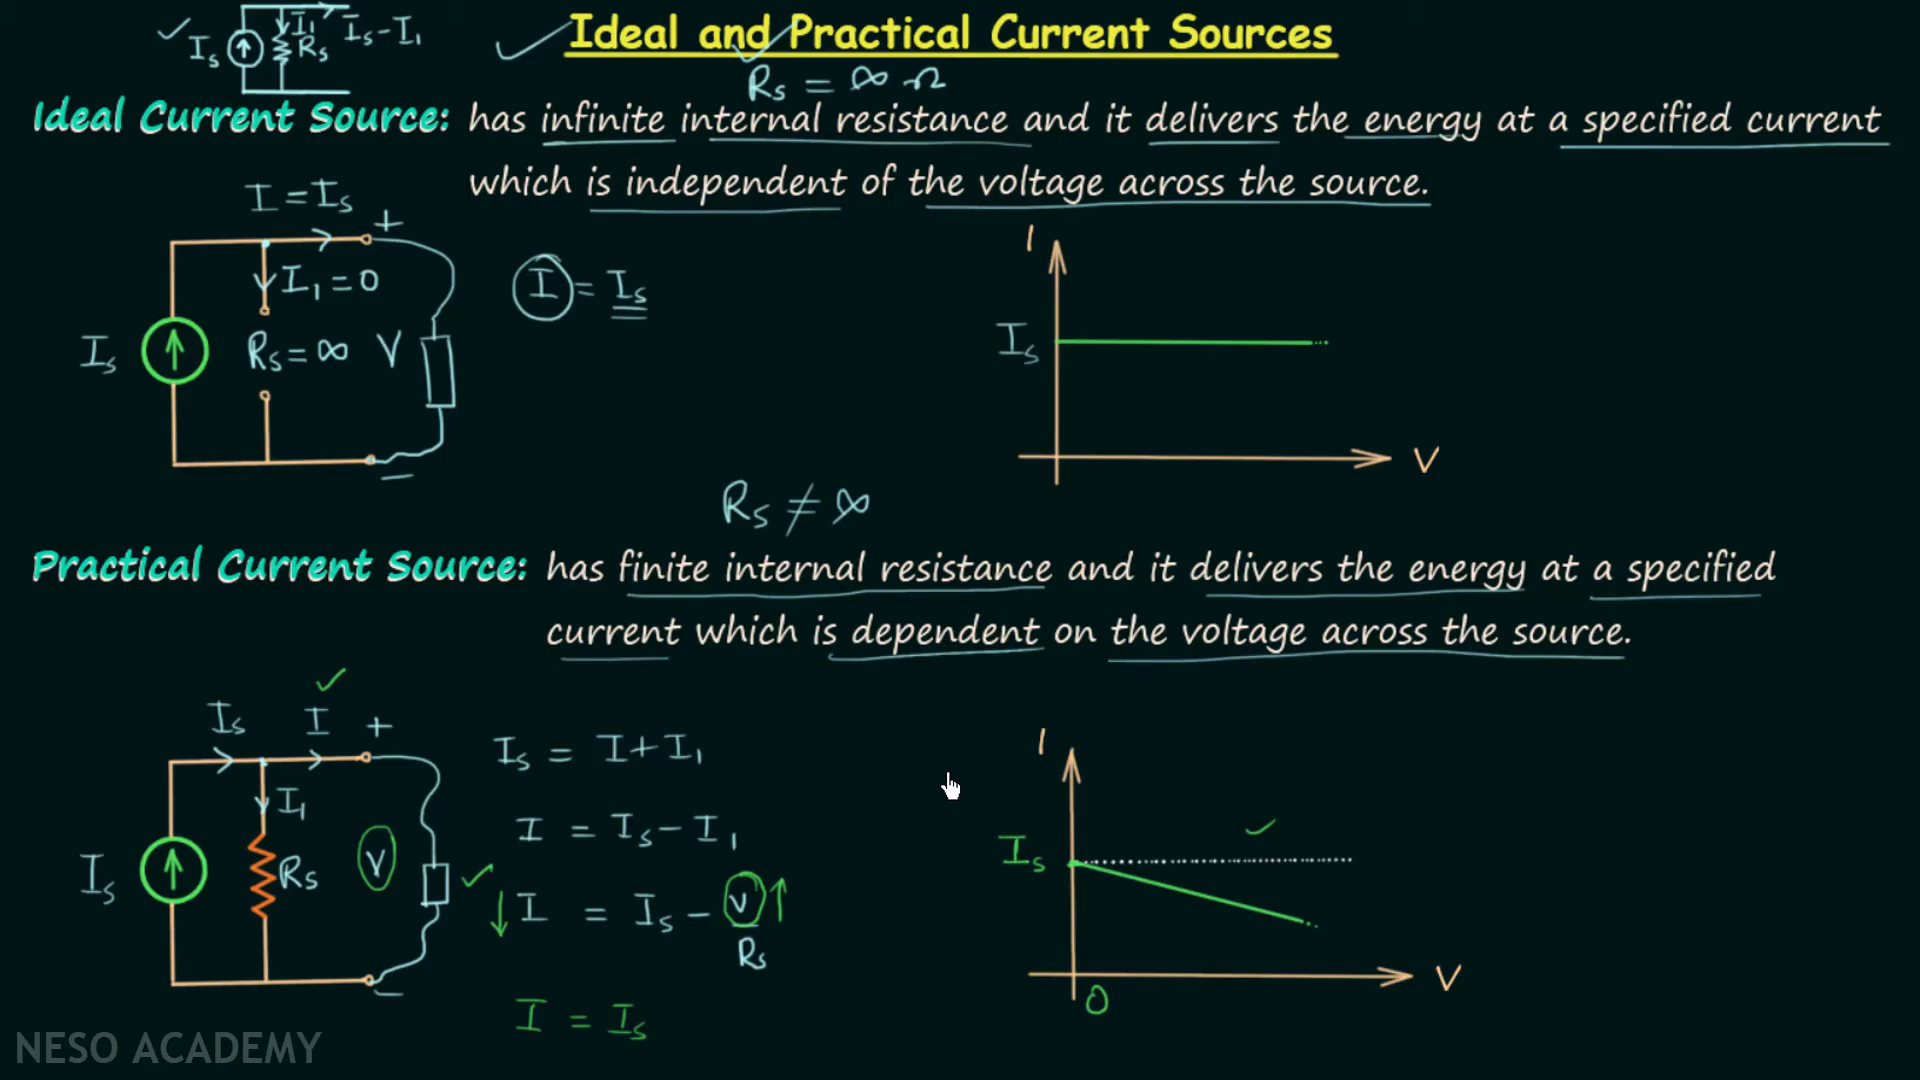 I₁ Iₛ-I₁
Iₛ Rₛ
Ideal and Practical Current Sources
Rₛ = ∞ Ω
Ideal Current Source: has infinite internal resistance and it delivers the energy at a specified current
which is independent of the voltage across the source.
I = Iₛ
+
I₁ = 0
I = Iₛ
Iₛ Rₛ = ∞ V
−
I
Iₛ
V
Rₛ ≠ ∞
Practical Current Source: has finite internal resistance and it delivers the energy at a specified
current which is dependent on the voltage across the source.
Iₛ I +
I₁
Iₛ Rₛ V
−
Iₛ = I + I₁
I = Iₛ - I₁
↓ I = Iₛ - V/Rₛ ↑
I = Iₛ
I
Iₛ
V
0
NESO ACADEMY